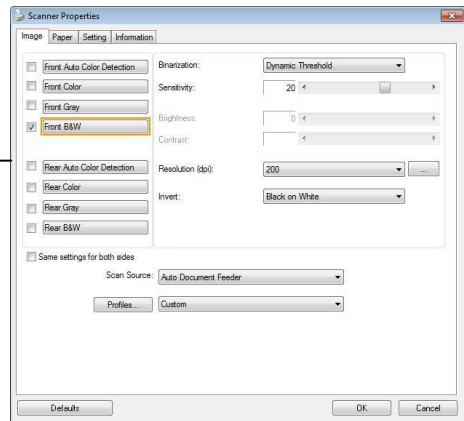 Scanner Properties
Image Paper Setting Information
Front Auto Color Detection
Front Color
Front Gray
Front B&W
Rear Auto Color Detection
Rear Color
Rear Gray
Rear B&W
Binarization: Dynamic Threshold
Sensitivity: 20
Brightness: 0
Contrast:
Resolution (dpi): 200 ...
Invert: Black on White
Same settings for both sides
Scan Source: Auto Document Feeder
Profiles... Custom
Defaults OK Cancel